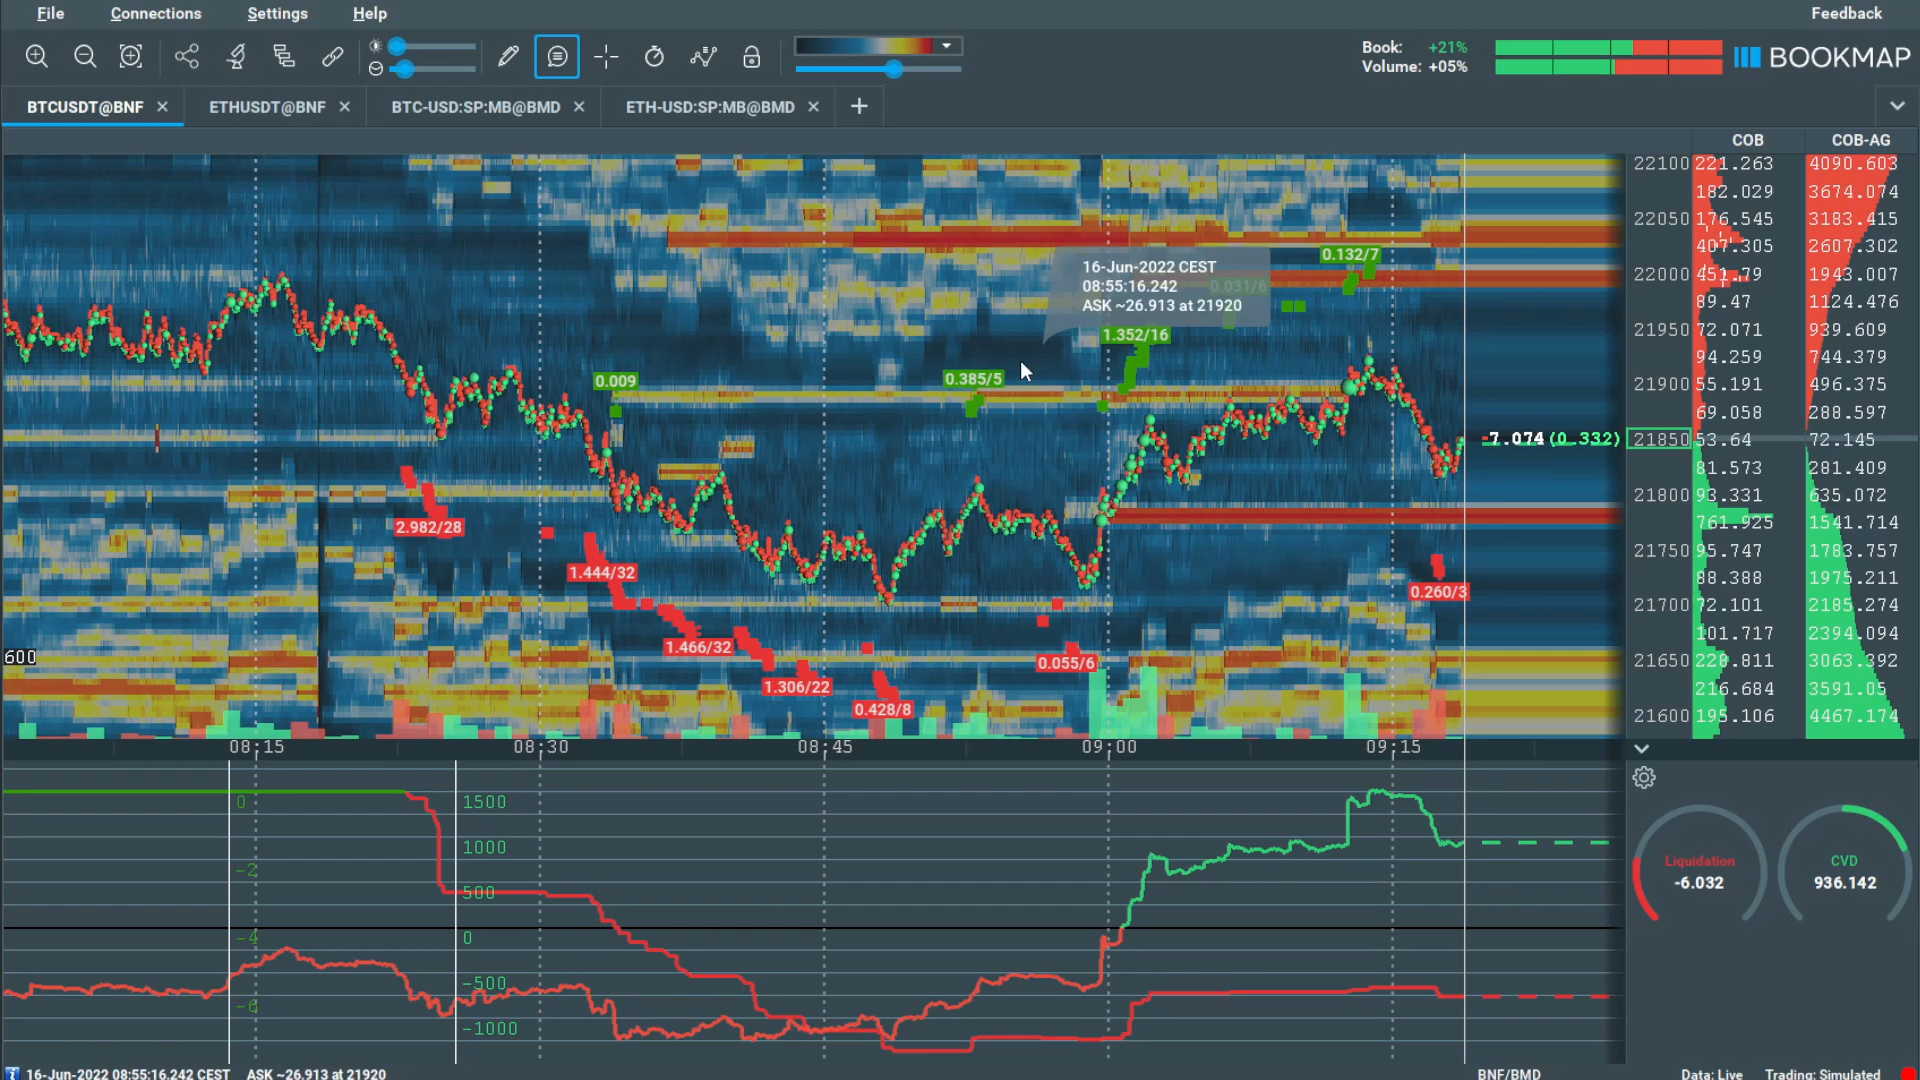 File Connections Settings Help Feedback
Book: +21%
Volume: +05%
BOOKMAP
BTCUSDT@BNF ETHUSDT@BNF BTC-USD:SP:MB@BMD ETH-USD:SP:MB@BMD
COB COB-AG
22100 221.263 4090.603
182.029 3674.074
22050 176.545 3183.415
407.305 2607.302
22000 451.79 1943.007
89.47 1124.476
21950 72.071 939.609
94.259 744.379
21900 55.191 496.375
69.058 288.597
21850 53.64 72.145
81.573 281.409
21800 93.331 635.072
761.925 1541.714
21750 95.747 1783.757
88.388 1975.211
21700 72.101 2185.274
101.717 2394.094
21650 220.811 3063.392
216.684 3591.05
21600 195.106 4467.174
0.132/7
16-Jun-2022 CEST
08:55:16.242
ASK ~26.913 at 21920
0.031/6
1.352/16
0.009
0.385/5
-7.074(0.332)
2.982/28
1.444/32
0.260/3
1.466/32
600
0.055/6
1.306/22
0.428/8
08:15 08:30 08:45 09:00 09:15
0 1500
1000
-2
500
-4 0
-500
-6
-1000
Liquidation
-6.032
CVD
936.142
16-Jun-2022 08:55:16.242 CEST ASK ~26.913 at 21920 BNF/BMD Data: Live Trading: Simulated